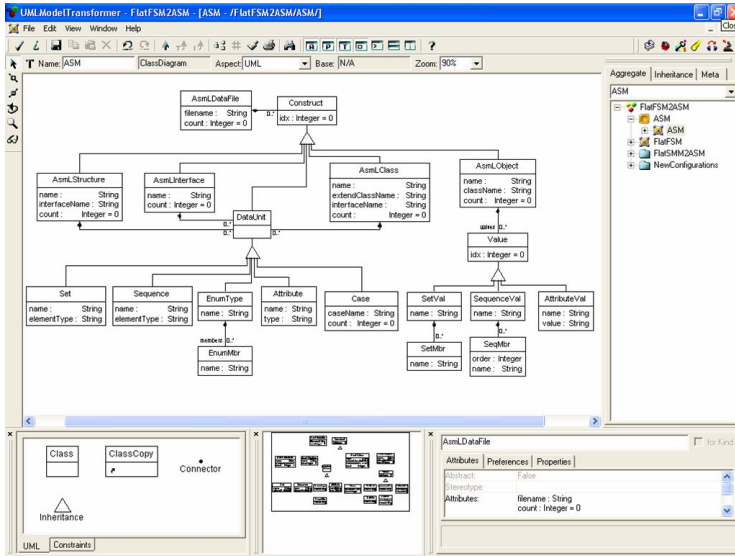 UMLModelTransformer - FlatFSM2ASM - [ASM - /FlatFSM2ASM/ASM/]
Clos
File Edit View Window Help
Name: ASM ClassDiagram Aspect: UML Base: N/A Zoom: 90%
Aggregate Inheritance Meta
ASM
FlatFSM2ASM
ASM
ASM
FlatFSM
FlatSMM2ASM
NewConfigurations
AsmLDataFile
filename : String
count : Integer = 0
0..*
Construct
idx : Integer = 0
AsmLStructure
name : String
interfaceName : String
count : Integer = 0
AsmLInterface
name : String
count : Integer = 0
AsmLClass
name : String
extendClassName : String
interfaceName : String
count : Integer = 0
AsmLObject
name : String
className : String
count : Integer = 0
DataUnit
0..*
0..*
0..*
values 0..*
Value
idx : Integer = 0
Set
name : String
elementType : String
Sequence
name : String
elementType : String
EnumType
name : String
Attribute
name : String
type : String
Case
caseName : String
count : Integer = 0
SetVal
name : String
SequenceVal
name : String
AttributeVal
name : String
value : String
members 0..*
EnumMbr
name : String
0..*
SetMbr
name : String
0..*
SeqMbr
order : Integer
name : String
Class
ClassCopy
Connector
Inheritance
UML Constraints
AsmLDataFile
for Kind
Attributes Preferences Properties
Abstract: False
Stereotype:
Attributes: filename : String
count : Integer = 0